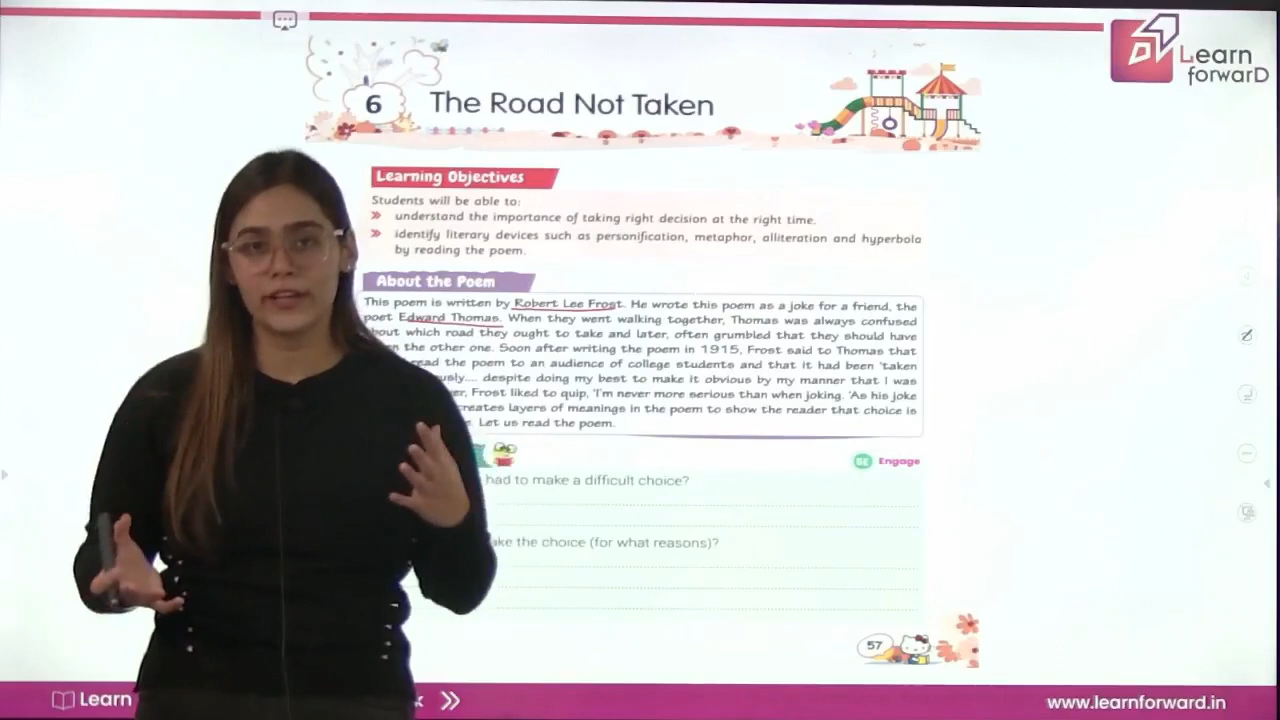 Learn
forwarD
6
The Road Not Taken
Learning Objectives
Students will be able to:
understand the importance of taking right decision at the right time.
identify literary devices such as personification, metaphor, alliteration and hyperbola
by reading the poem.
About the Poem
This poem is written by Robert Lee Frost. He wrote this poem as a joke for a friend, the
poet Edward Thomas. When they went walking together, Thomas was always confused
which road they ought to take and later, often grumbled that they should have
the other one. Soon after writing the poem in 1915, Frost said to Thomas that
read the poem to an audience of college students and that it had been 'taken
despite doing my best to make it obvious by my manner that I was
Frost liked to quip, 'I'm never more serious than when joking. 'As his joke
layers of meanings in the poem to show the reader that choice is
Let us read the poem.
Engage
had to make a difficult choice?
the choice (for what reasons)?
57
Learn
www.learnforward.in